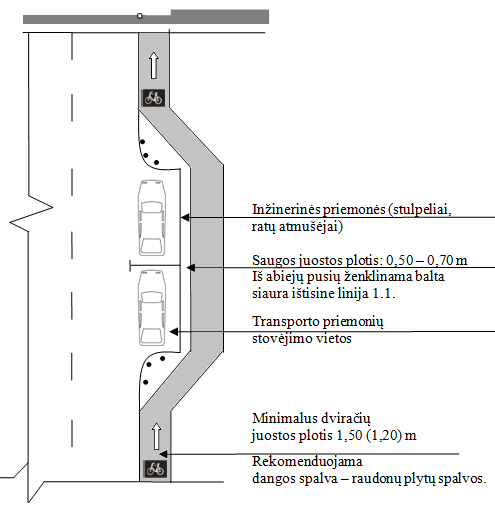 Inžinerinės priemonės (stulpeliai,
ratų atmušėjai)
Saugos juostos plotis: 0,50 – 0,70 m
Iš abiejų pusių ženklinama balta
siaura ištisine linija 1.1.
Transporto priemonių
stovėjimo vietos
Minimalus dviračių
juostos plotis 1,50 (1,20) m
Rekomenduojama
dangos spalva – raudonų plytų spalvos.